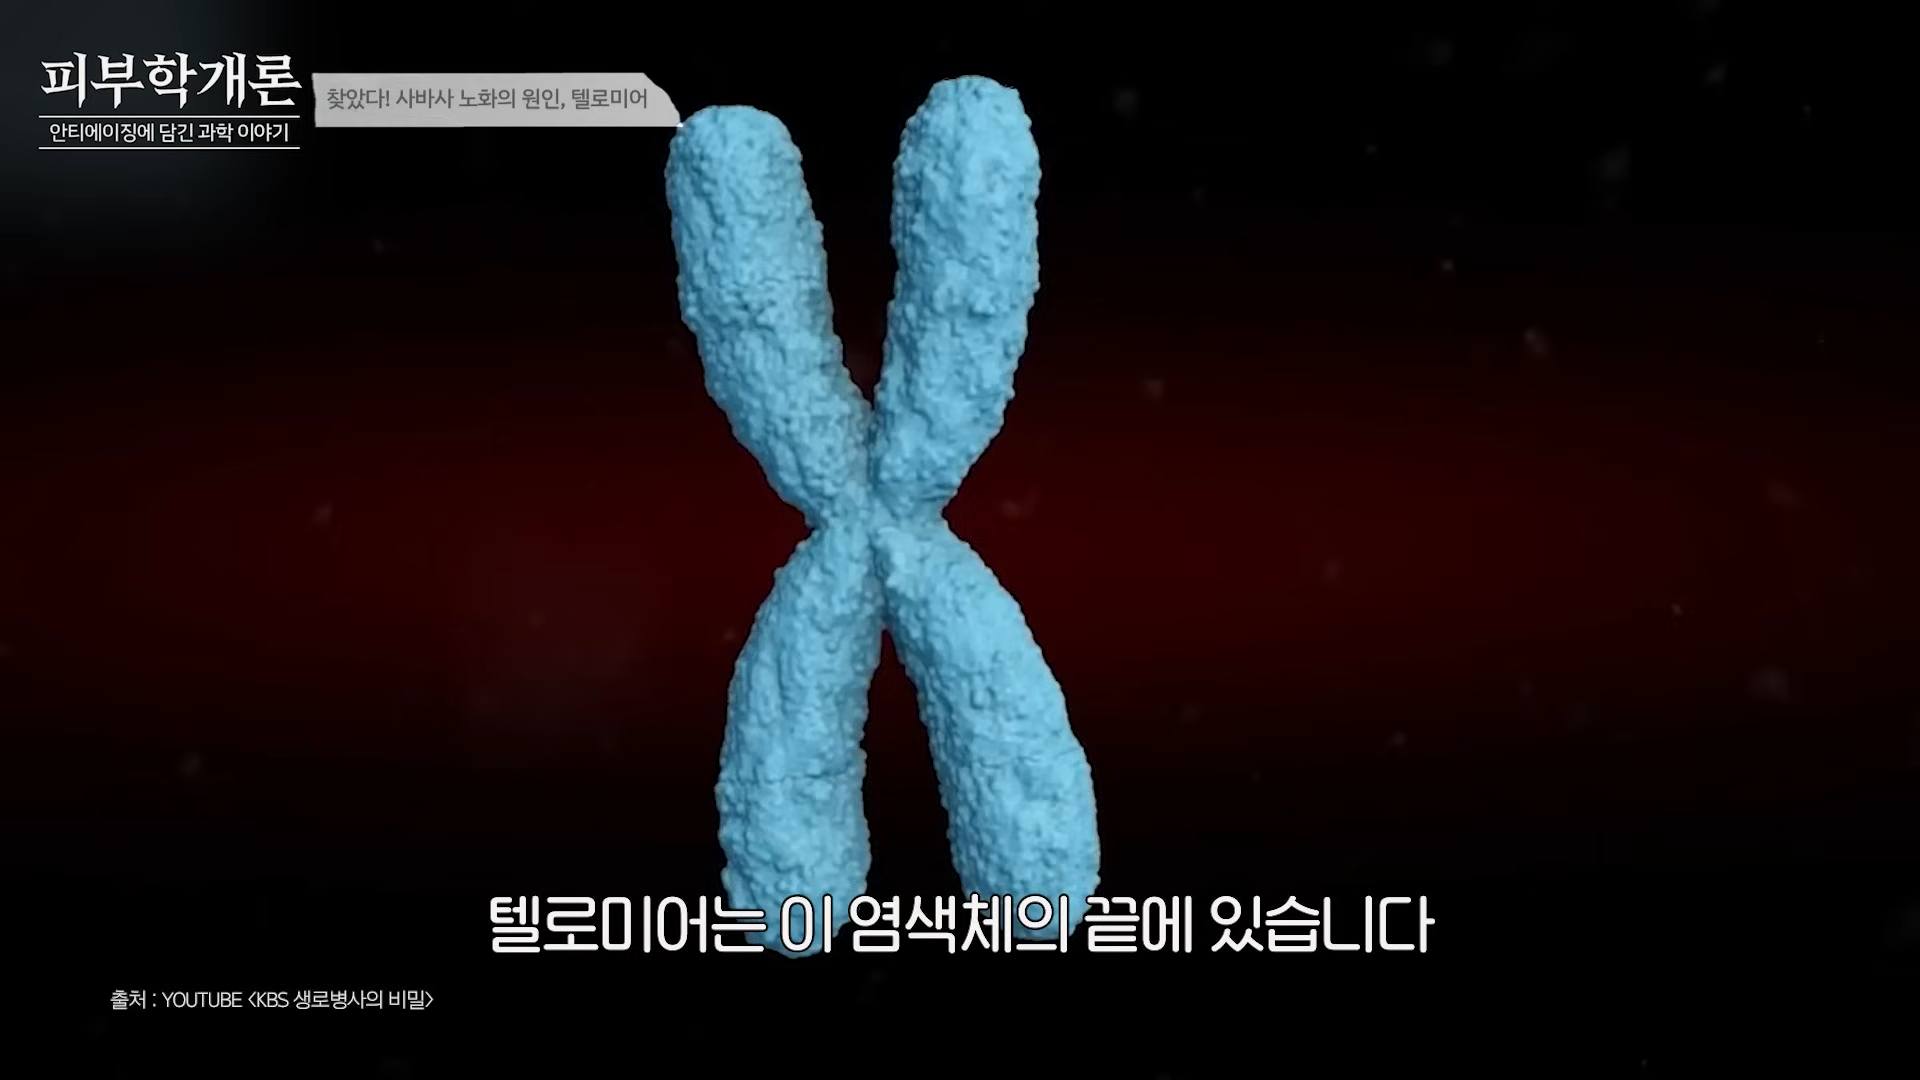 피부학개론
안티에이징에 담긴 과학 이야기
찾았다! 사바사 노화의 원인, 텔로미어
텔로미어는 이 염색체의 끝에 있습니다
출처 : YOUTUBE <KBS 생로병사의 비밀>